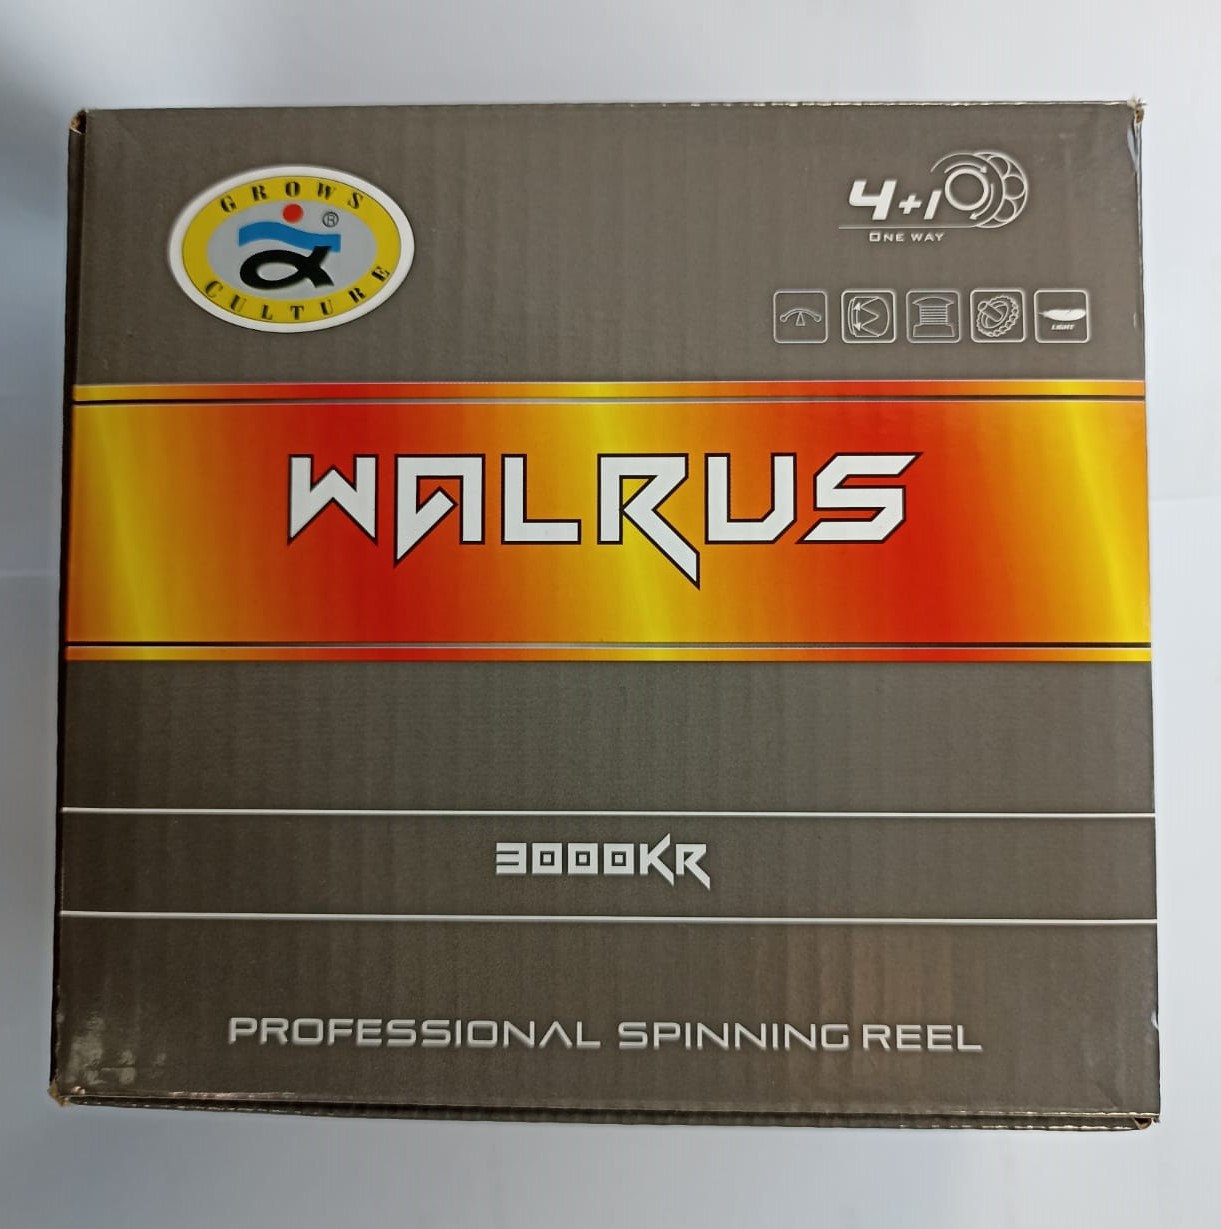 GROWS
®
CULTURE
4+1
ONE WAY
LIGHT
WALRUS
3000KR
PROFESSIONAL SPINNING REEL